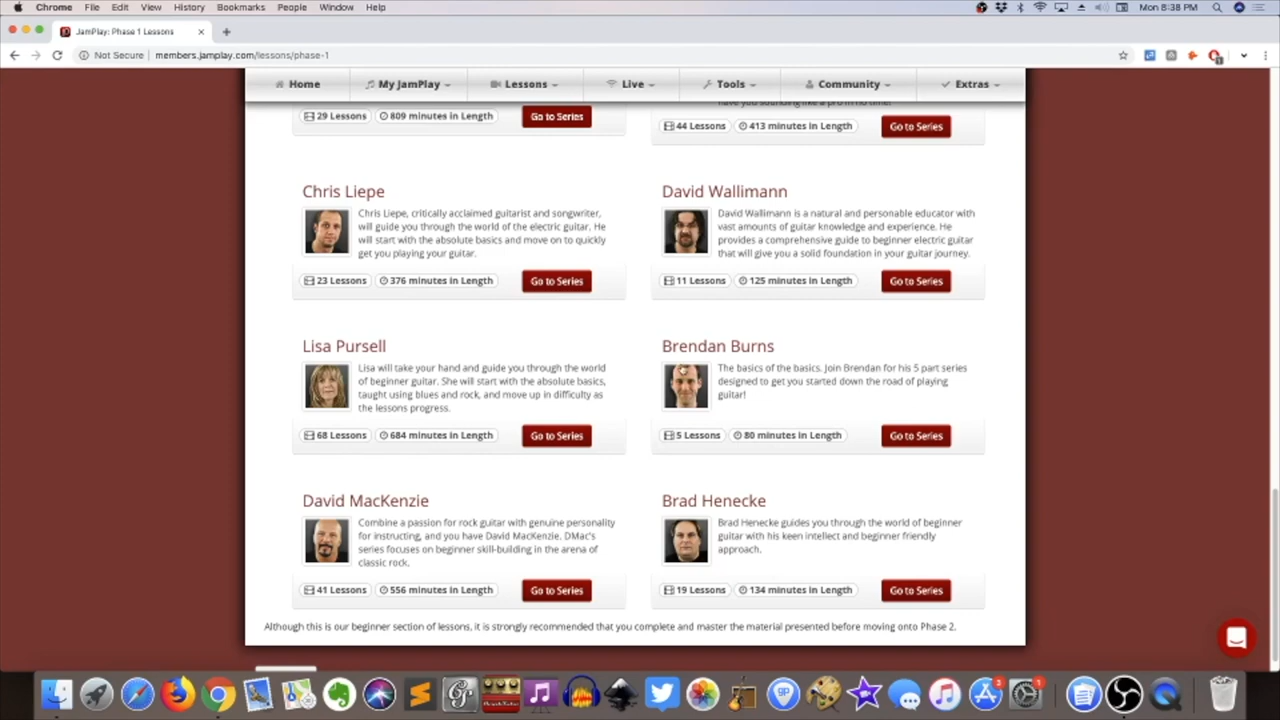 Chrome File Edit View History Bookmarks People Window Help Mon 8:38 PM
JamPlay: Phase 1 Lessons
Not Secure members.jamplay.com/lessons/phase-1
Home My JamPlay Lessons Live Tools Community Extras
have you sounding like a pro in no time!
29 Lessons 809 minutes in Length Go to Series
44 Lessons 413 minutes in Length Go to Series
Chris Liepe
Chris Liepe, critically acclaimed guitarist and songwriter,
will guide you through the world of the electric guitar. He
will start with the absolute basics and move on to quickly
get you playing your guitar.
23 Lessons 376 minutes in Length Go to Series
David Wallimann
David Wallimann is a natural and personable educator with
vast amounts of guitar knowledge and experience. He
provides a comprehensive guide to beginner electric guitar
that will give you a solid foundation in your guitar journey.
11 Lessons 125 minutes in Length Go to Series
Lisa Pursell
Lisa will take your hand and guide you through the world
of beginner guitar. She will start with the absolute basics,
taught using blues and rock, and move up in difficulty as
the lessons progress.
68 Lessons 684 minutes in Length Go to Series
Brendan Burns
The basics of the basics. Join Brendan for his 5 part series
designed to get you started down the road of playing
guitar!
5 Lessons 80 minutes in Length Go to Series
David MacKenzie
Combine a passion for rock guitar with genuine personality
for instructing, and you have David MacKenzie. DMac's
series focuses on beginner skill-building in the arena of
classic rock.
41 Lessons 556 minutes in Length Go to Series
Brad Henecke
Brad Henecke guides you through the world of beginner
guitar with his keen intellect and beginner friendly
approach.
19 Lessons 134 minutes in Length Go to Series
Although this is our beginner section of lessons, it is strongly recommended that you complete and master the material presented before moving onto Phase 2.